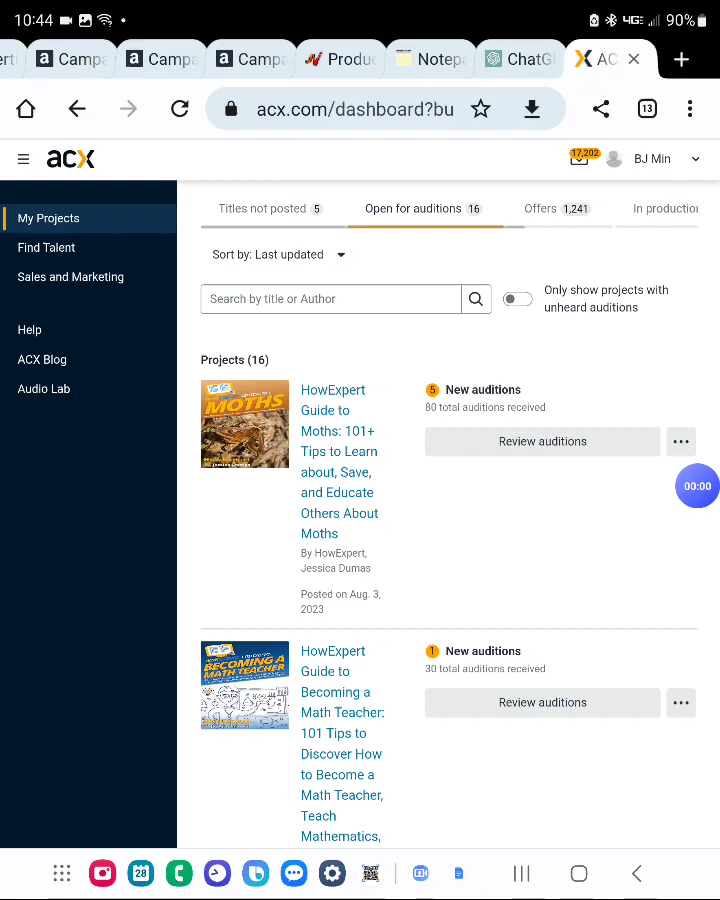 10:44 4GE 90%
erti Campa Campa Campa Produc Notepa ChatGI AC
acx.com/dashboard?bu 13
acx 17,202 BJ Min
My Projects
Find Talent
Sales and Marketing
Help
ACX Blog
Audio Lab
Titles not posted 5 Open for auditions 16 Offers 1,241 In production
Sort by: Last updated
Search by title or Author
Only show projects with
unheard auditions
Projects (16)
MOTHS
HowExpert
Guide to
Moths: 101+
Tips to Learn
about, Save,
and Educate
Others About
Moths
By HowExpert,
Jessica Dumas
Posted on Aug. 3,
2023
5 New auditions
80 total auditions received
Review auditions
00:00
BECOMING A
MATH TEACHER
HowExpert
Guide to
Becoming a
Math Teacher:
101 Tips to
Discover How
to Become a
Math Teacher,
Teach
Mathematics,
1 New auditions
30 total auditions received
Review auditions
28